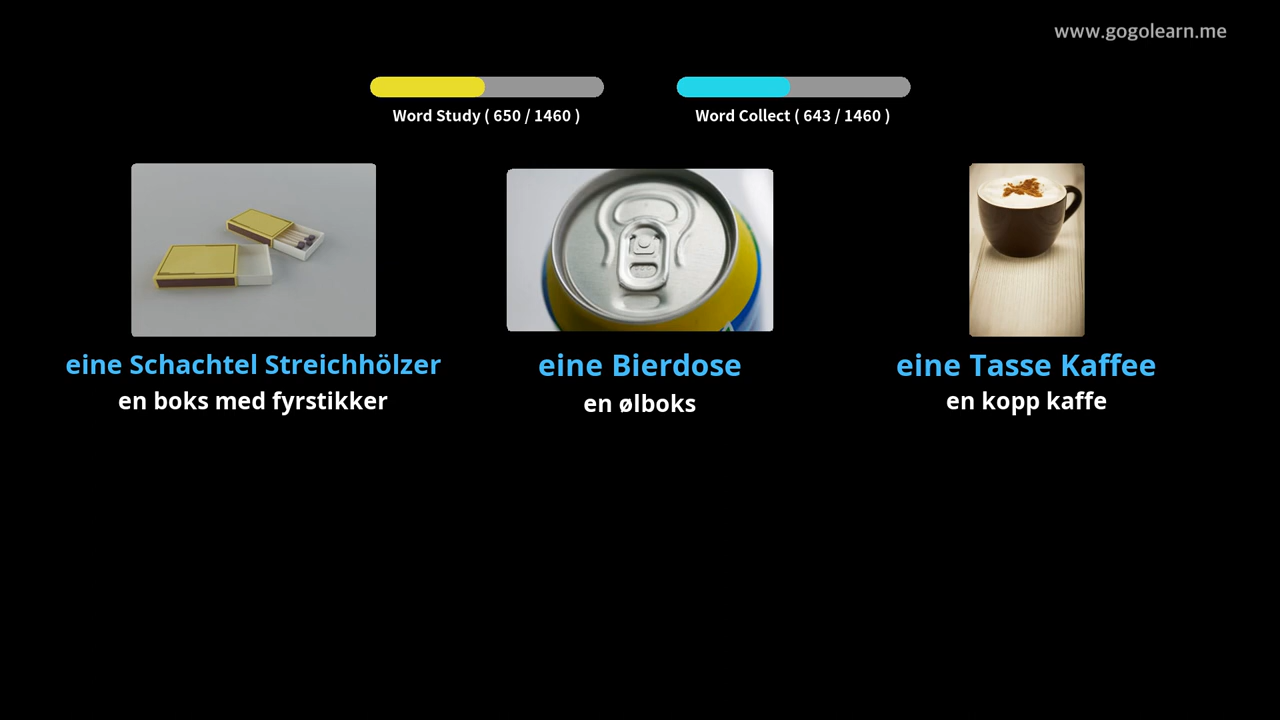 www.gogolearn.me
Word Study ( 650 / 1460 )
Word Collect ( 643 / 1460 )
eine Schachtel Streichhölzer
en boks med fyrstikker
eine Bierdose
en ølboks
eine Tasse Kaffee
en kopp kaffe